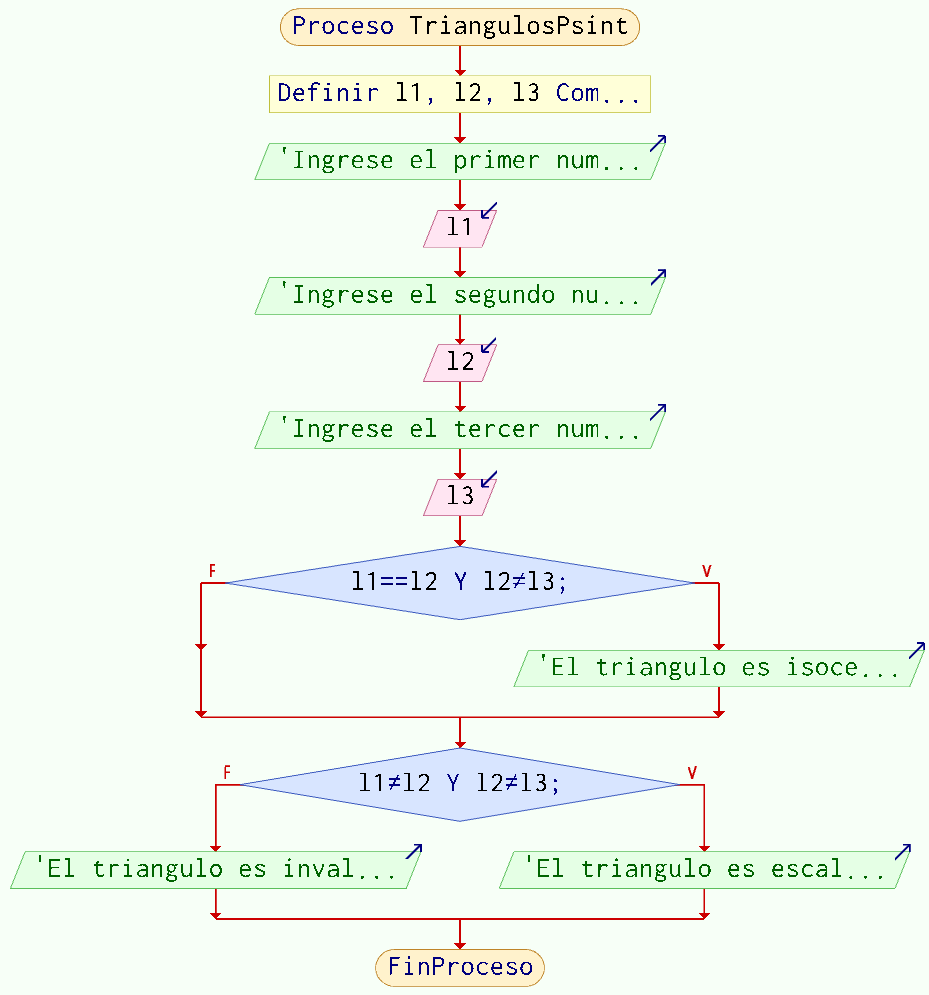 Proceso TriangulosPsint
Definir l1, l2, l3 Com...
'Ingrese el primer num...
l1
'Ingrese el segundo nu...
l2
'Ingrese el tercer num...
l3
F
V
l1==l2 Y l2≠l3;
'El triangulo es isoce...
F
V
l1≠l2 Y l2≠l3;
'El triangulo es inval...
'El triangulo es escal...
FinProceso